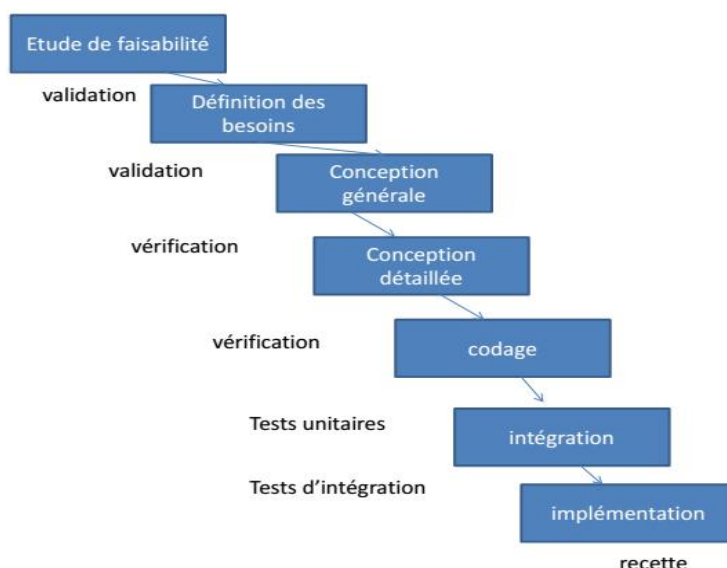 Etude de faisabilité
validation
Définition des
besoins
validation
Conception
générale
vérification
Conception
détaillée
vérification
codage
Tests unitaires
intégration
Tests d'intégration
implémentation
recette